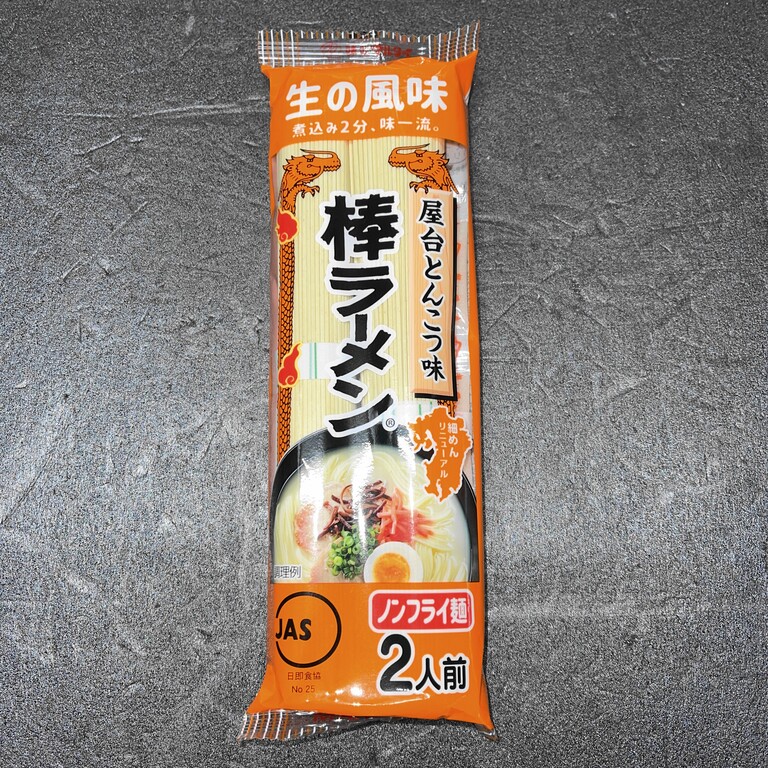 生の風味
煮込み2分、味一流。
屋台とんこつ味
棒ラーメン®
細めん
リニューアル
調理例
ノンフライ麺
2人前
JAS
日即食協
No 25